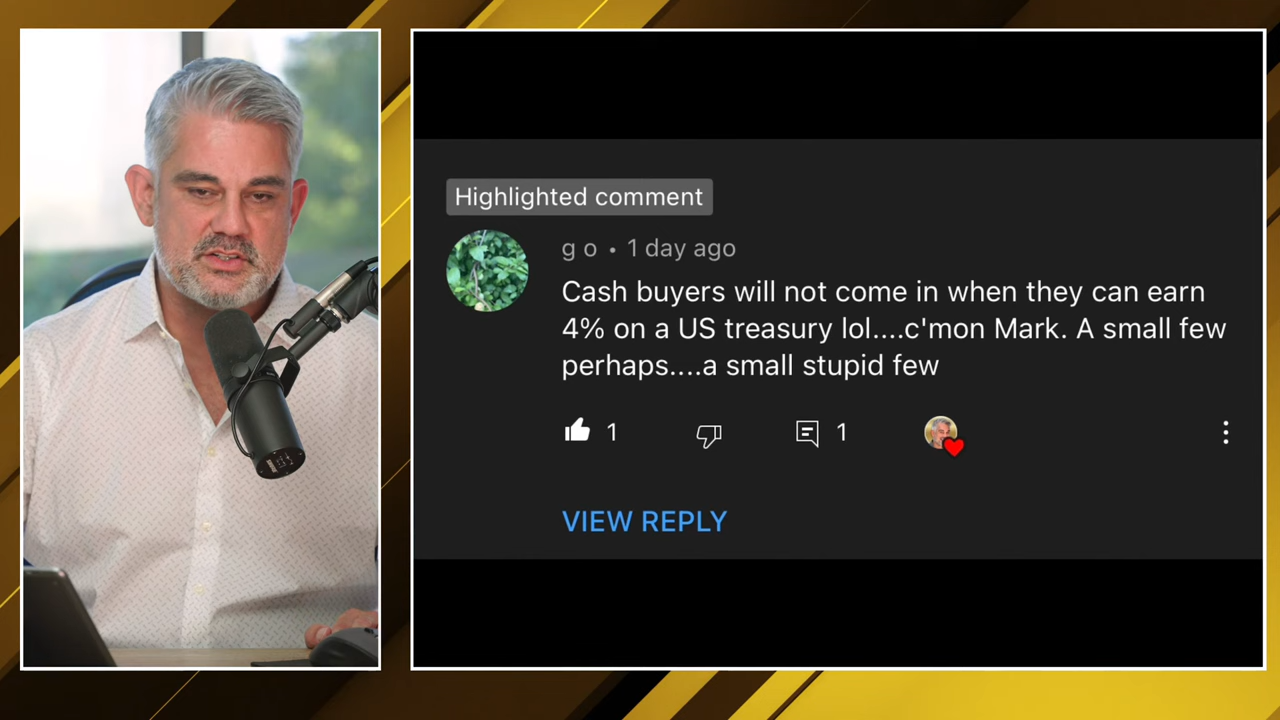 Highlighted comment
g o • 1 day ago
Cash buyers will not come in when they can earn
4% on a US treasury lol....c'mon Mark. A small few
perhaps....a small stupid few
1
1
VIEW REPLY